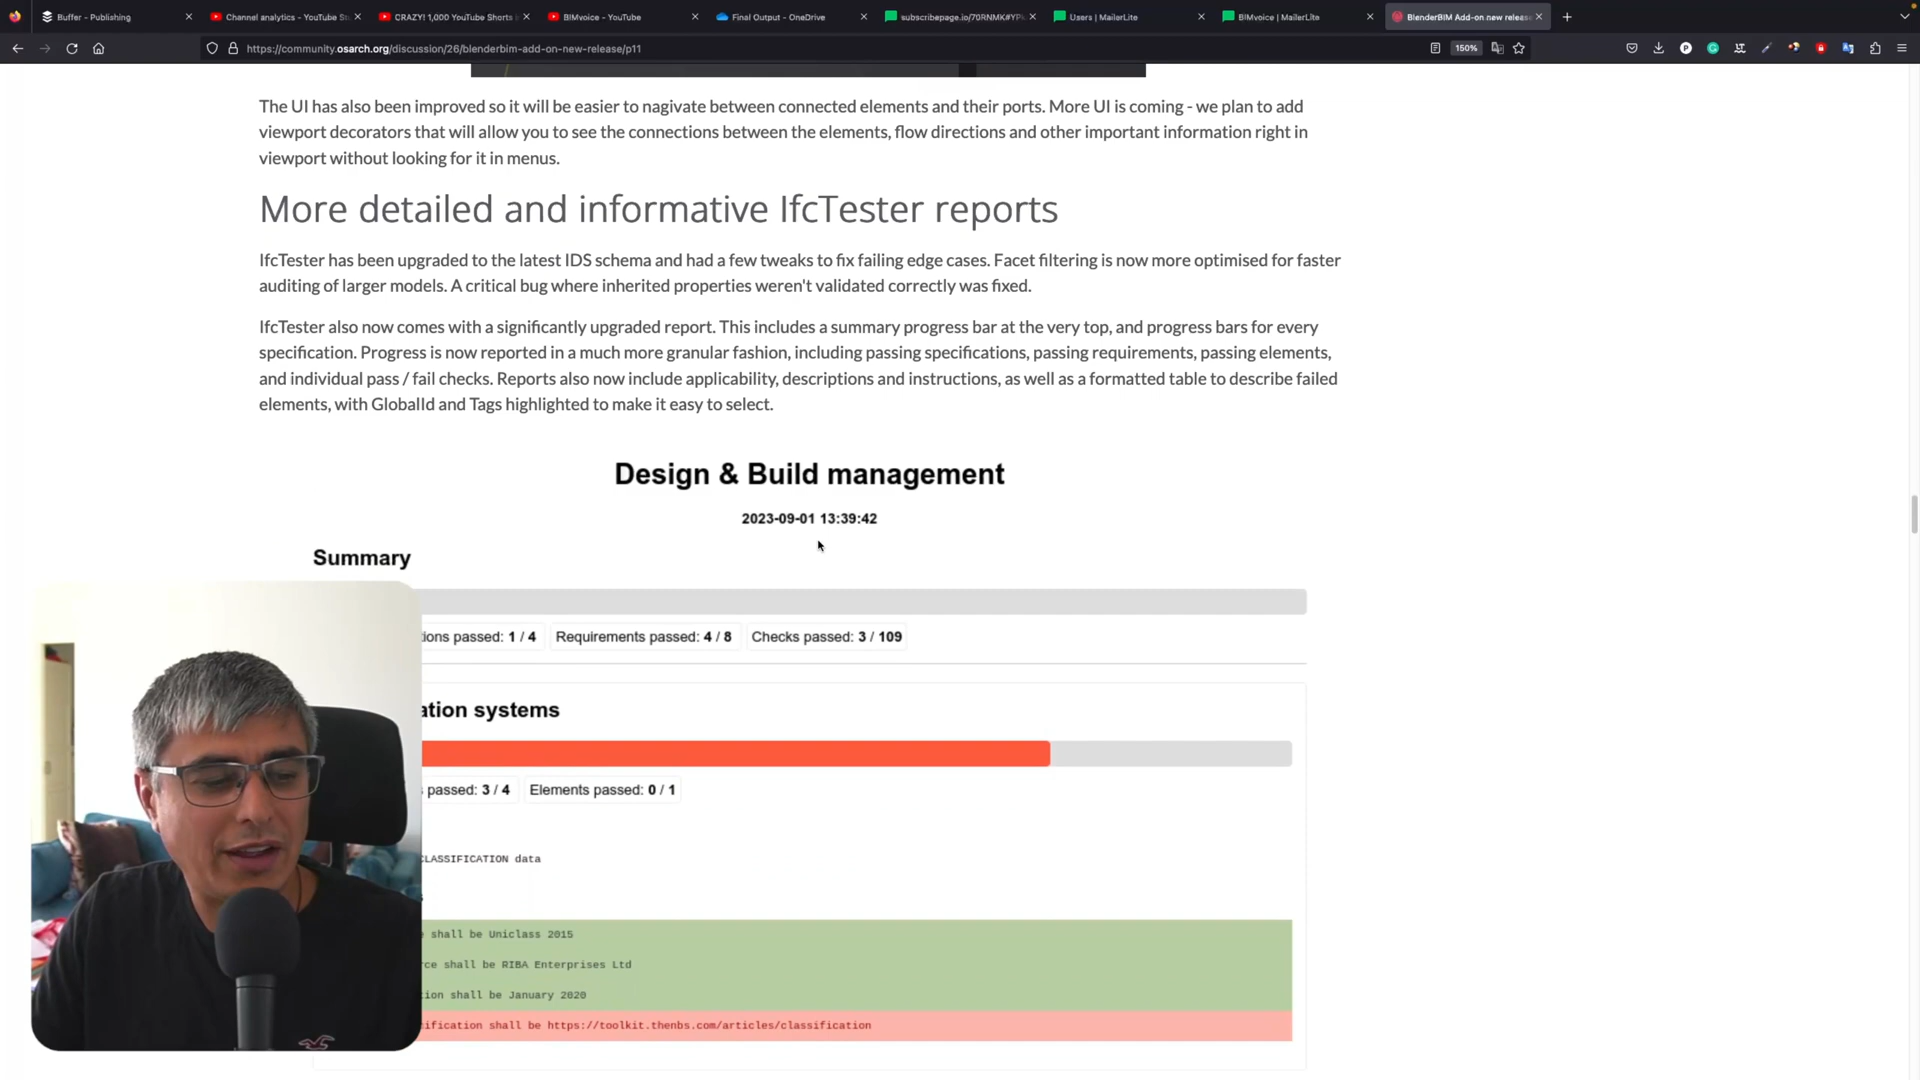 Buffer - Publishing
Channel analytics - YouTube St
CRAZY! 1,000 YouTube Shorts i
BIMvoice - YouTube
Final Output - OneDrive
subscribepage.io/70RNMK#YPk
Users | MailerLite
BIMvoice | MailerLite
BlenderBIM Add-on new releas
https://community.osarch.org/discussion/26/blenderbim-add-on-new-release/p11
150%
The UI has also been improved so it will be easier to nagivate between connected elements and their ports. More UI is coming - we plan to add
viewport decorators that will allow you to see the connections between the elements, flow directions and other important information right in
viewport without looking for it in menus.
More detailed and informative IfcTester reports
IfcTester has been upgraded to the latest IDS schema and had a few tweaks to fix failing edge cases. Facet filtering is now more optimised for faster
auditing of larger models. A critical bug where inherited properties weren't validated correctly was fixed.
IfcTester also now comes with a significantly upgraded report. This includes a summary progress bar at the very top, and progress bars for every
specification. Progress is now reported in a much more granular fashion, including passing specifications, passing requirements, passing elements,
and individual pass / fail checks. Reports also now include applicability, descriptions and instructions, as well as a formatted table to describe failed
elements, with GlobalId and Tags highlighted to make it easy to select.
Design & Build management
2023-09-01 13:39:42
Summary
tions passed: 1 / 4 Requirements passed: 4 / 8 Checks passed: 3 / 109
ation systems
passed: 3 / 4 Elements passed: 0 / 1
CLASSIFICATION data
shall be Uniclass 2015
rce shall be RIBA Enterprises Ltd
tion shall be January 2020
ification shall be https://toolkit.thenbs.com/articles/classification